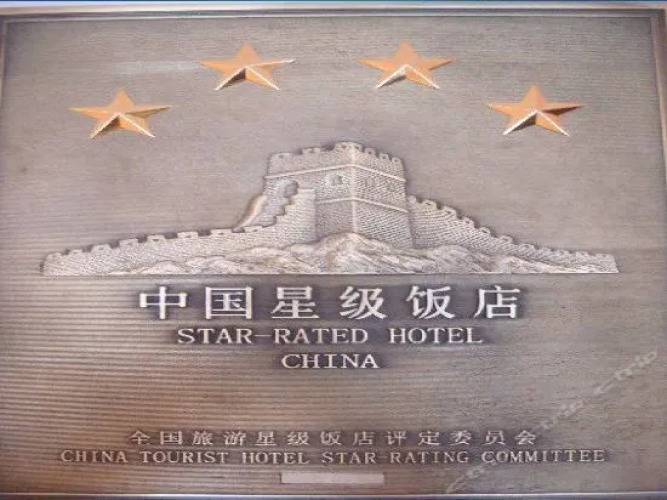 中国星级饭店
STAR-RATED HOTEL
CHINA
全国旅游星级饭店评定委员会
CHINA TOURIST HOTEL STAR-RATING COMMITTEE